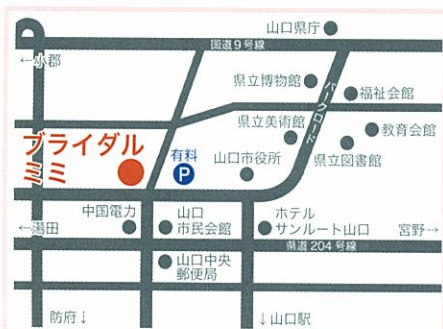 山口県庁
国道9号線
←小郡
県立博物館
パークロード
福祉会館
県立美術館
教育会館
県立図書館
ブライダル
ミミ
有料
P
山口市役所
中国電力
山口
市民会館
ホテル
サンルート山口
←湯田
宮野→
県道204号線
山口中央
郵便局
防府↓
↓山口駅